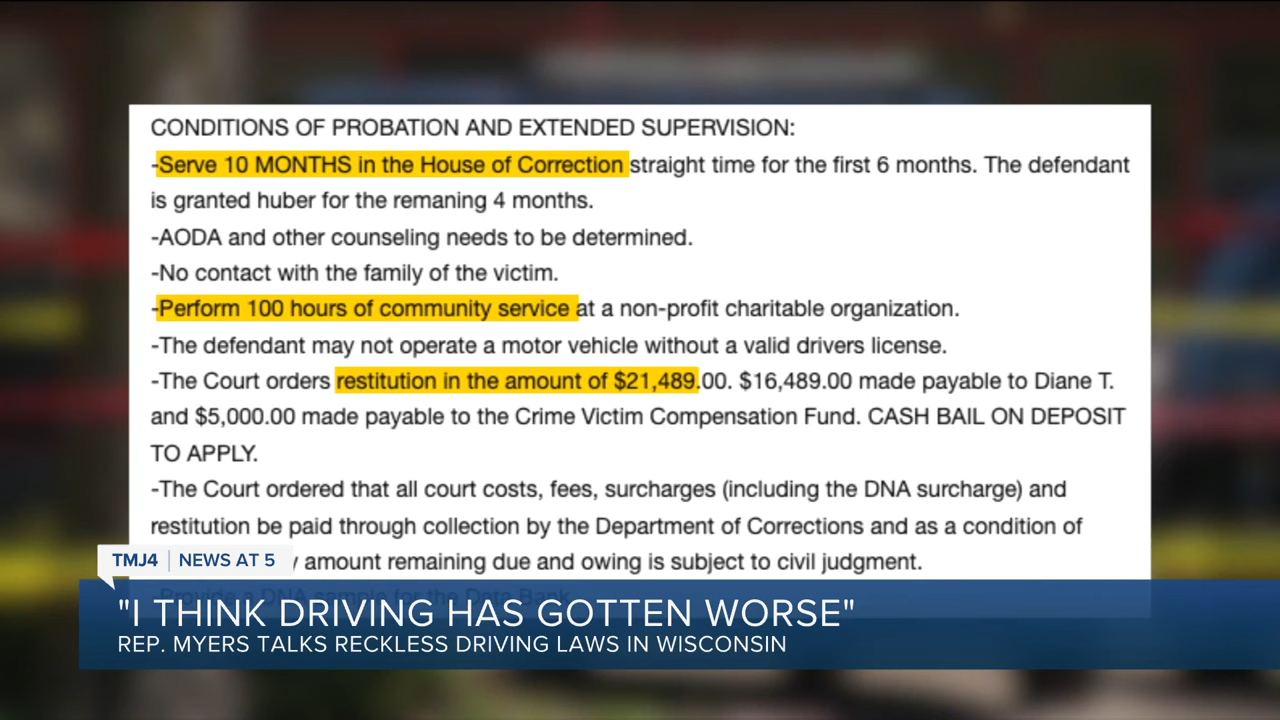 CONDITIONS OF PROBATION AND EXTENDED SUPERVISION:
-Serve 10 MONTHS in the House of Correction straight time for the first 6 months. The defendant
is granted huber for the remaning 4 months.
-AODA and other counseling needs to be determined.
-No contact with the family of the victim.
-Perform 100 hours of community service at a non-profit charitable organization.
-The defendant may not operate a motor vehicle without a valid drivers license.
-The Court orders restitution in the amount of $21,489.00. $16,489.00 made payable to Diane T.
and $5,000.00 made payable to the Crime Victim Compensation Fund. CASH BAIL ON DEPOSIT
TO APPLY.
-The Court ordered that all court costs, fees, surcharges (including the DNA surcharge) and
restitution be paid through collection by the Department of Corrections and as a condition of
amount remaining due and owing is subject to civil judgment.
-Provide a DNA sample for the Data Bank
TMJ4 | NEWS AT 5
"I THINK DRIVING HAS GOTTEN WORSE"
REP. MYERS TALKS RECKLESS DRIVING LAWS IN WISCONSIN